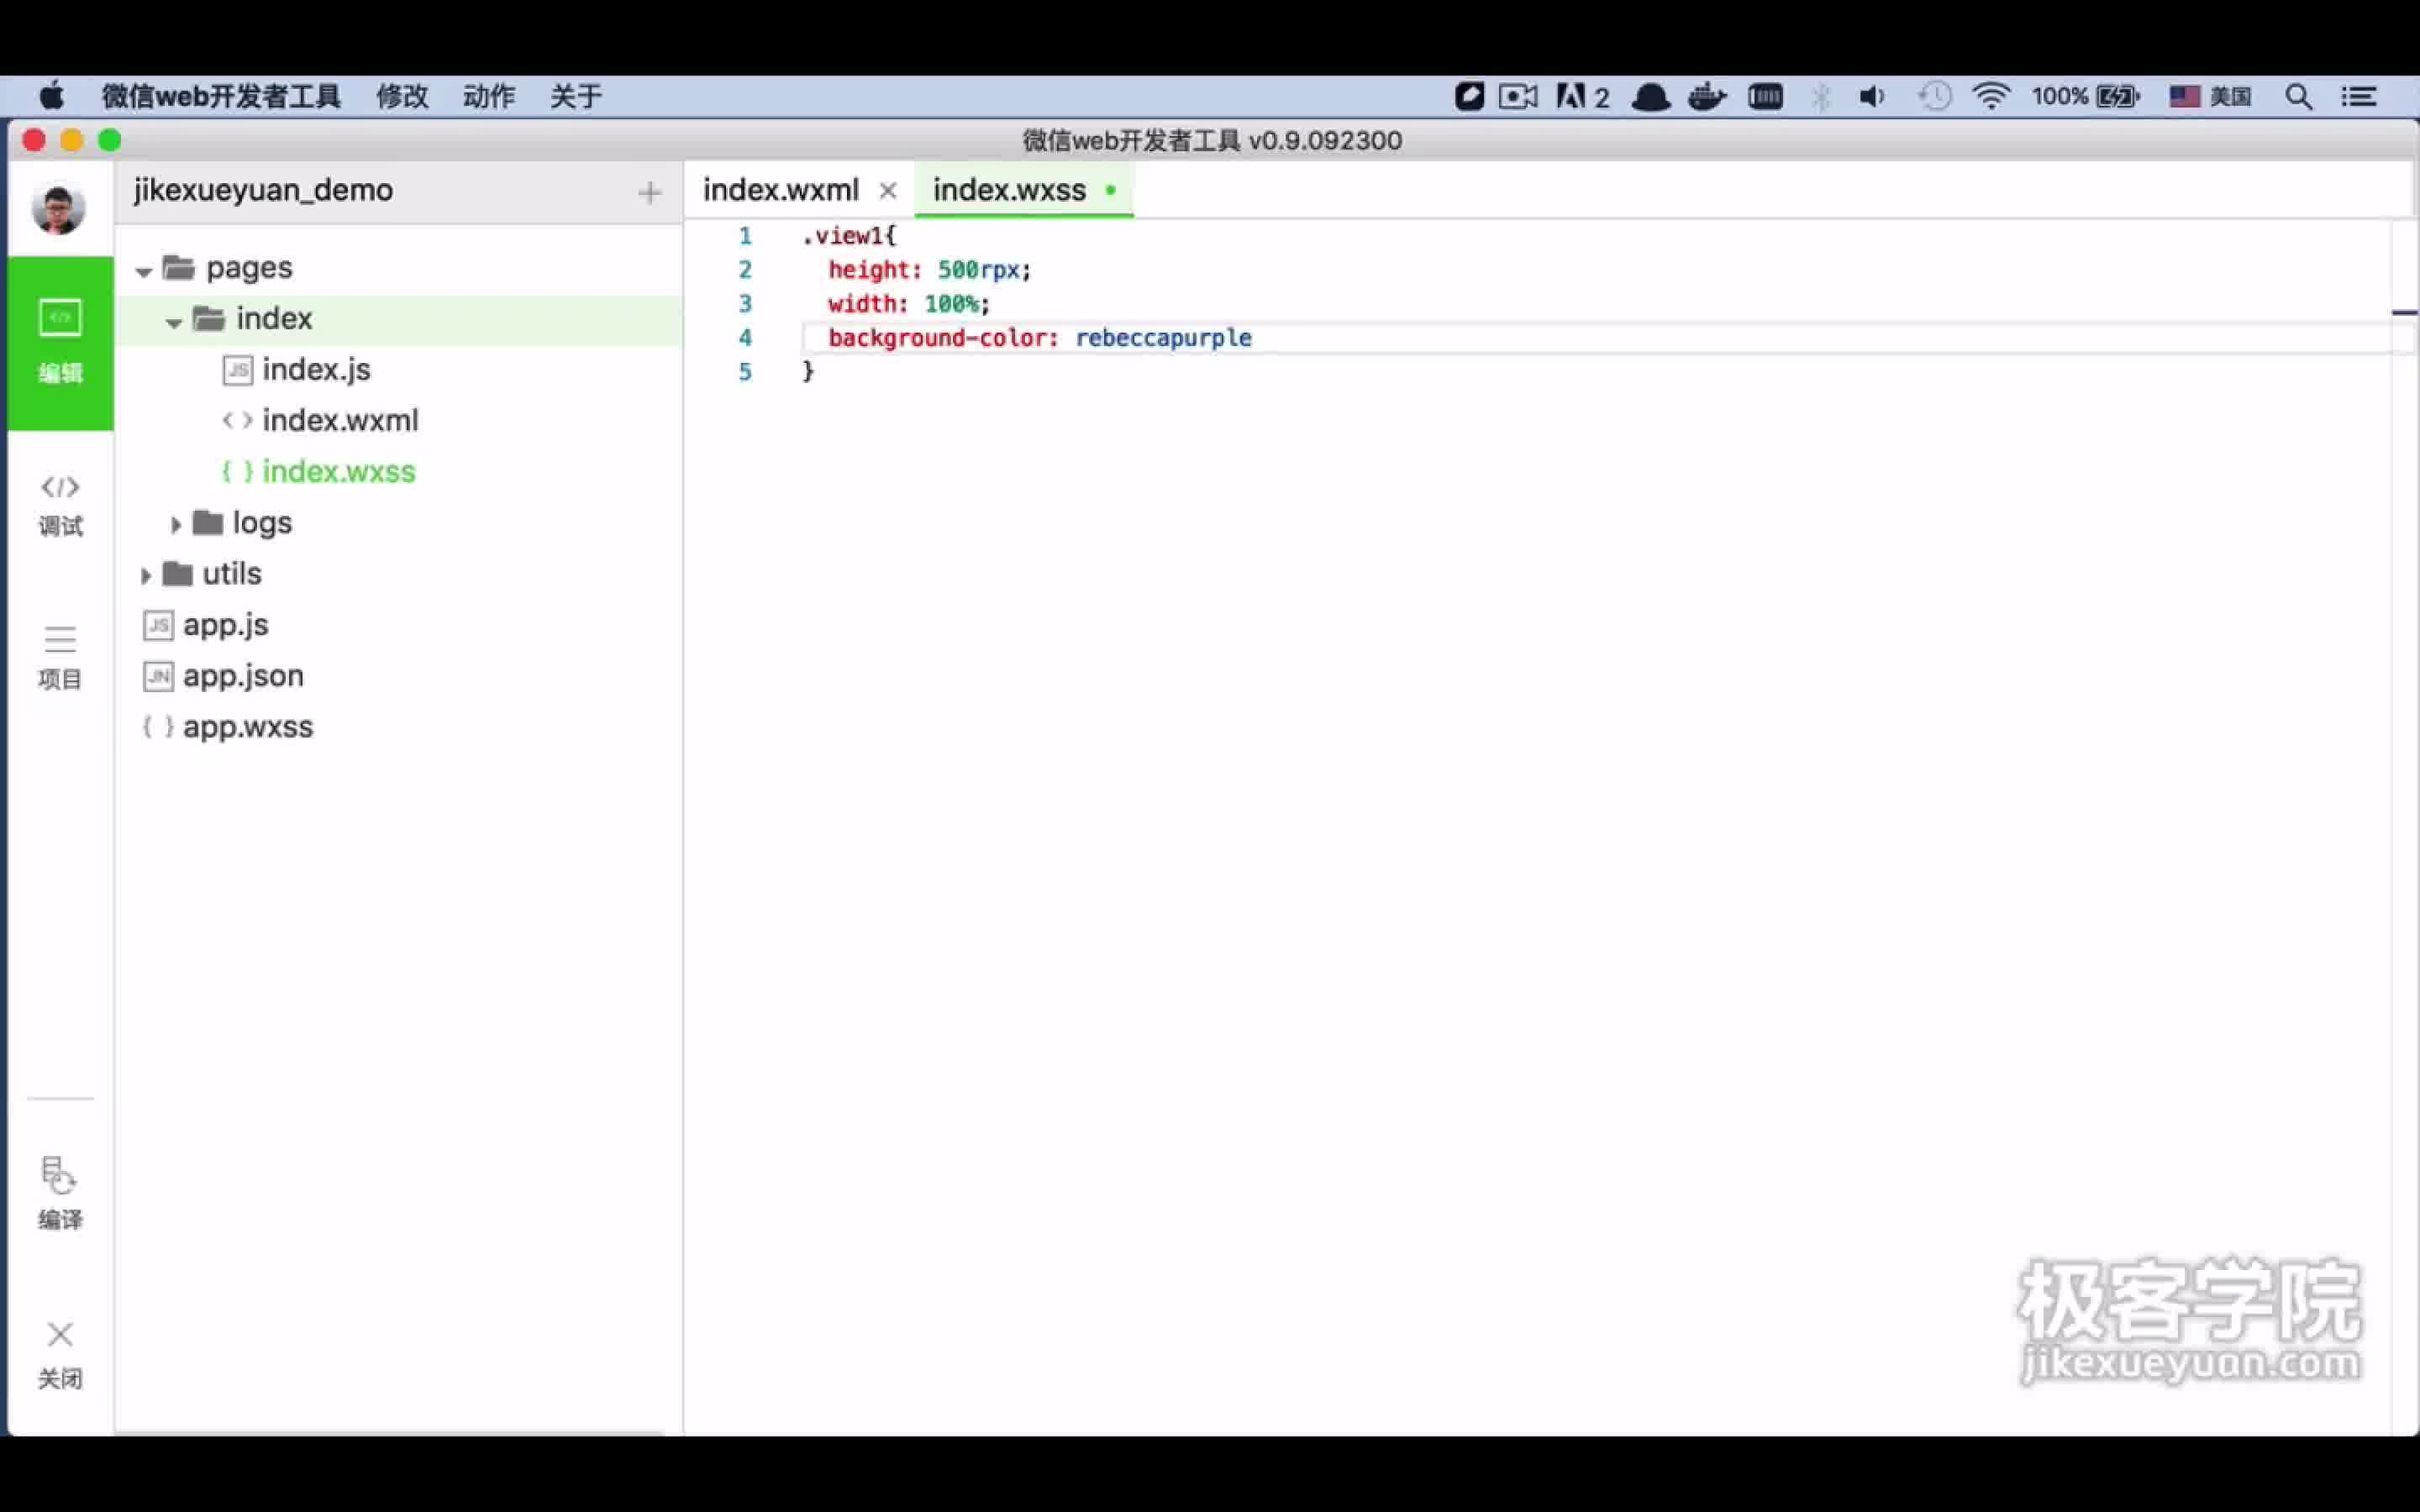 微信web开发者工具 修改 动作 关于 2 100% 美国
微信web开发者工具 v0.9.092300
jikexueyuan_demo
index.wxml
index.wxss
编辑
调试
项目
编译
关闭
pages
index
JS index.js
<> index.wxml
{ } index.wxss
logs
utils
JS app.js
JN app.json
{ } app.wxss
1 .view1{
2 height: 500rpx;
3 width: 100%;
4 background-color: rebeccapurple
5 }
极客学院
jikexueyuan.com